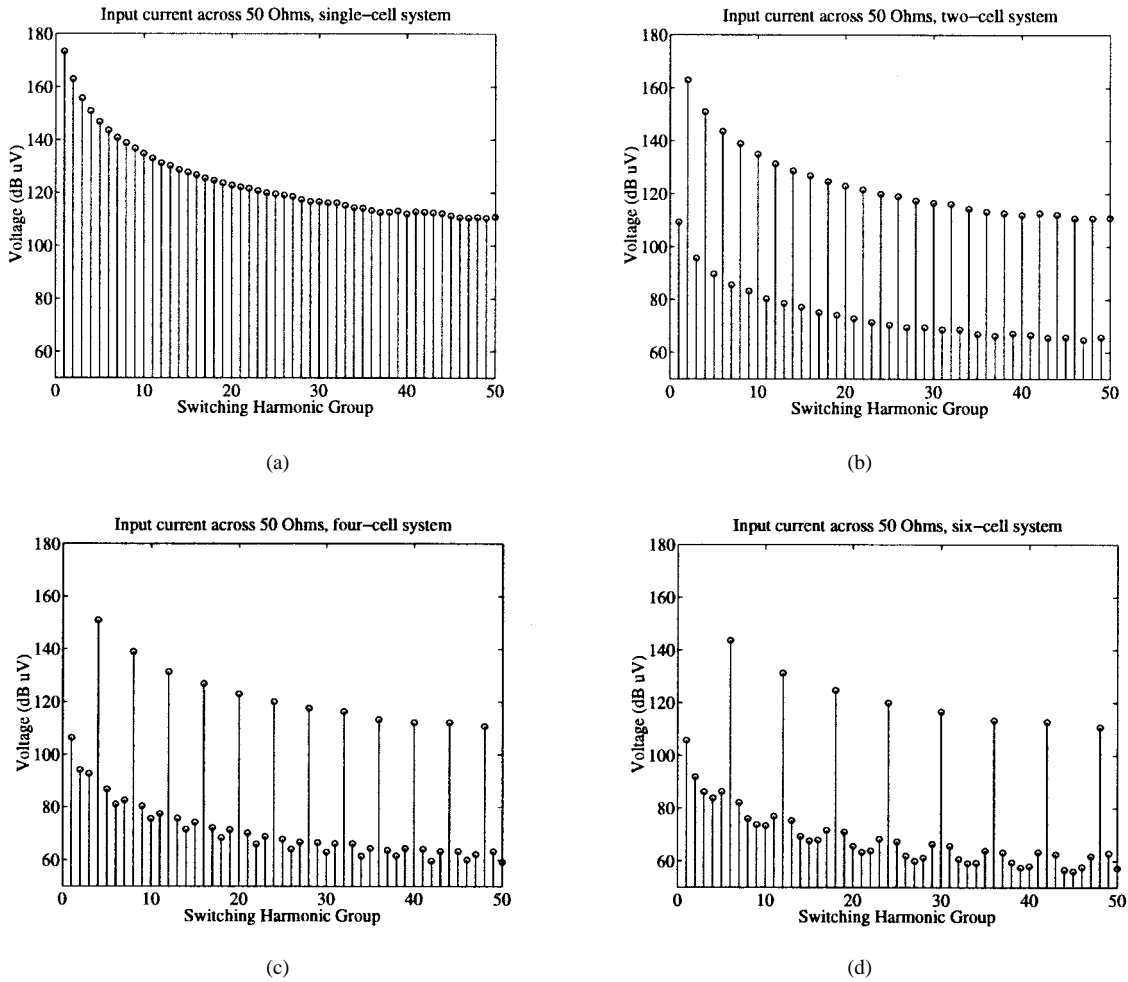 Input current across 50 Ohms, single-cell system
180
160
140
120
100
80
60
Voltage (dB uV)
0 10 20 30 40 50
Switching Harmonic Group
(a)
Input current across 50 Ohms, two-cell system
180
160
140
120
100
80
60
Voltage (dB uV)
0 10 20 30 40 50
Switching Harmonic Group
(b)
Input current across 50 Ohms, four-cell system
180
160
140
120
100
80
60
Voltage (dB uV)
0 10 20 30 40 50
Switching Harmonic Group
(c)
Input current across 50 Ohms, six-cell system
180
160
140
120
100
80
60
Voltage (dB uV)
0 10 20 30 40 50
Switching Harmonic Group
(d)